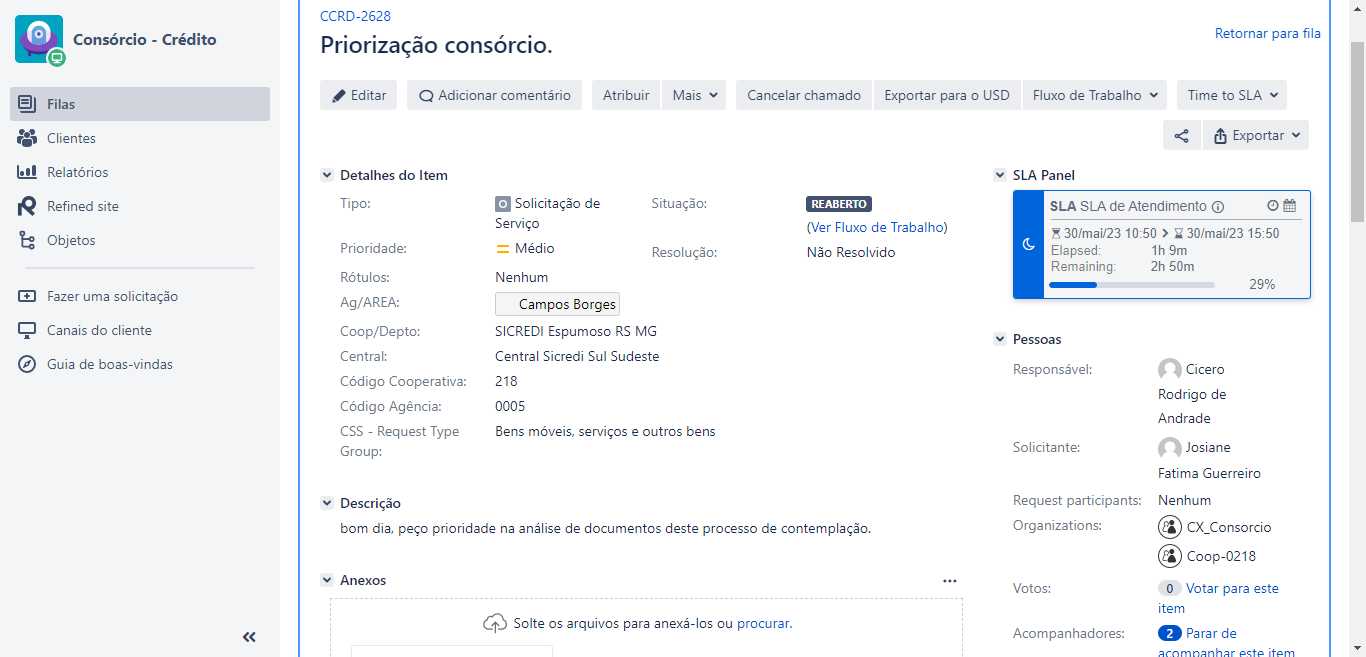 Consórcio - Crédito
Filas
Clientes
Relatórios
Refined site
Objetos
Fazer uma solicitação
Canais do cliente
Guia de boas-vindas
CCRD-2628
Priorização consórcio.
Retornar para fila
Editar Adicionar comentário Atribuir Mais Cancelar chamado Exportar para o USD Fluxo de Trabalho Time to SLA
Exportar
Detalhes do Item
Tipo: Solicitação de Serviço
Situação: REABERTO
(Ver Fluxo de Trabalho)
Prioridade: Médio
Resolução: Não Resolvido
Rótulos: Nenhum
Ag/AREA: Campos Borges
Coop/Depto: SICREDI Espumoso RS MG
Central: Central Sicredi Sul Sudeste
Código Cooperativa: 218
Código Agência: 0005
CSS - Request Type Group: Bens móveis, serviços e outros bens
Descrição
bom dia, peço prioridade na análise de documentos deste processo de contemplação.
Anexos
Solte os arquivos para anexá-los ou procurar.
SLA Panel
SLA SLA de Atendimento
30/mai/23 10:50 30/mai/23 15:50
Elapsed: 1h 9m
Remaining: 2h 50m
29%
Pessoas
Responsável: Cicero
Rodrigo de
Andrade
Solicitante: Josiane
Fatima Guerreiro
Request participants: Nenhum
Organizations: CX_Consorcio
Coop-0218
Votos: 0 Votar para este
item
Acompanhadores: 2 Parar de
acompanhar este item